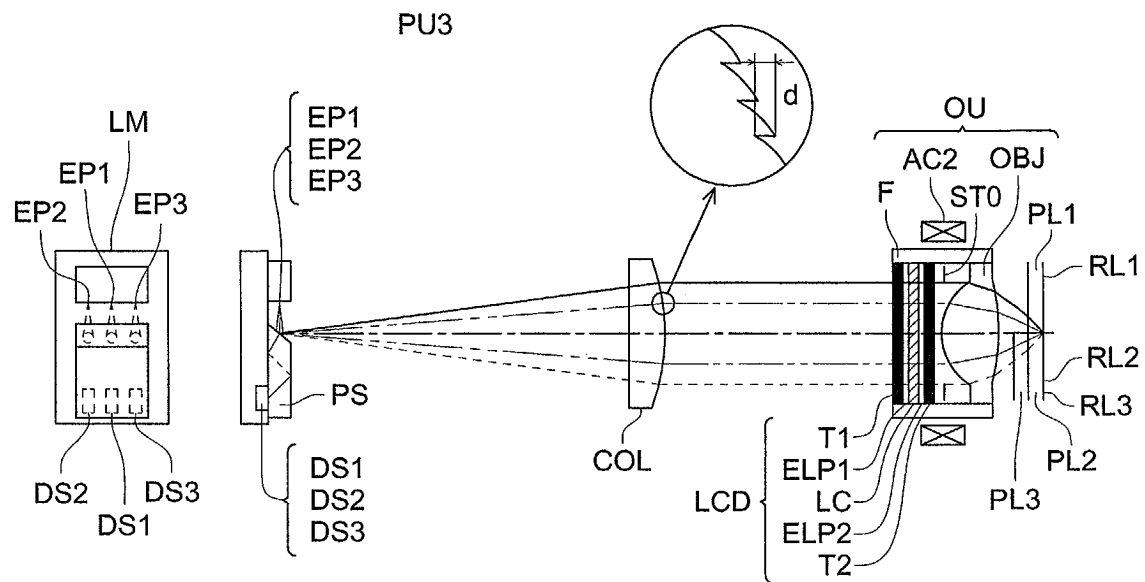 PU3
LM
EP1
EP2
EP3
EP1
EP2
EP3
d
OU
AC2
OBJ
F
ST0
PL1
RL1
RL2
RL3
PS
DS2
DS1
DS3
DS1
DS2
DS3
COL
LCD
T1
ELP1
LC
ELP2
T2
PL3
PL2